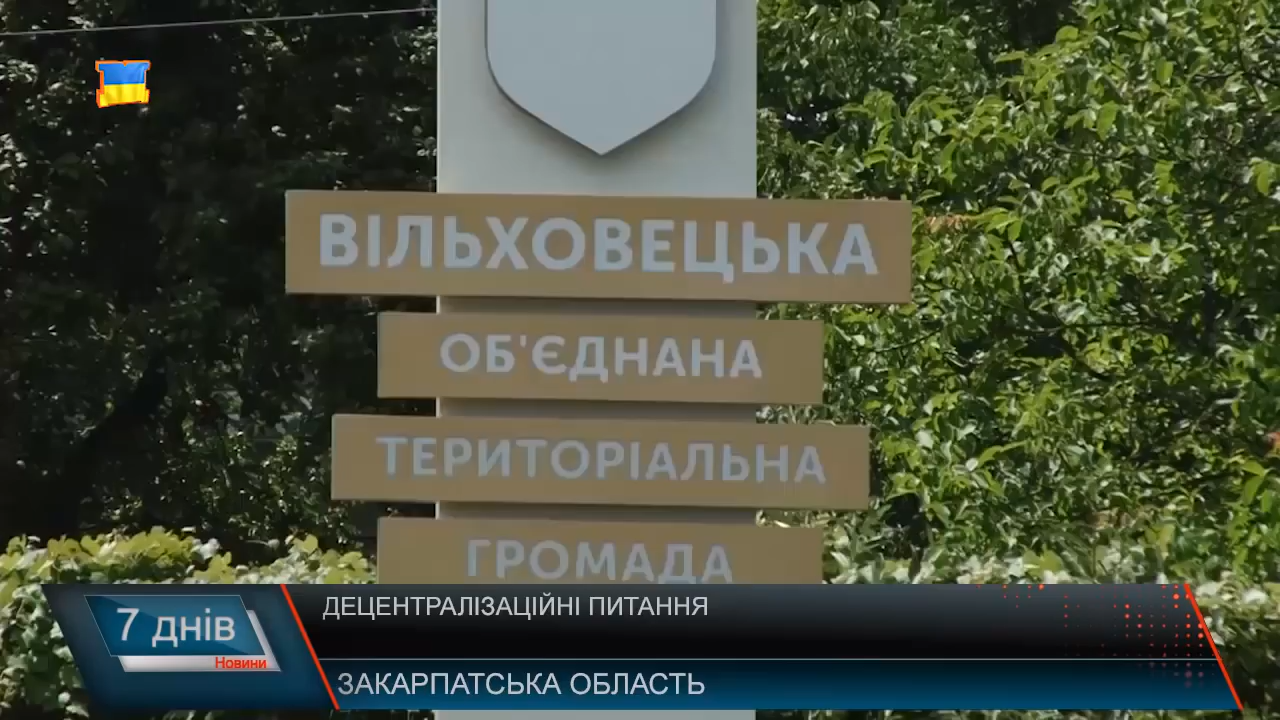 ВІЛЬХОВЕЦЬКА
ОБ'ЄДНАНА
ТЕРИТОРІАЛЬНА
ГРОМАДА
7 днів
Новини
ДЕЦЕНТРАЛІЗАЦІЙНІ ПИТАННЯ
ЗАКАРПАТСЬКА ОБЛАСТЬ